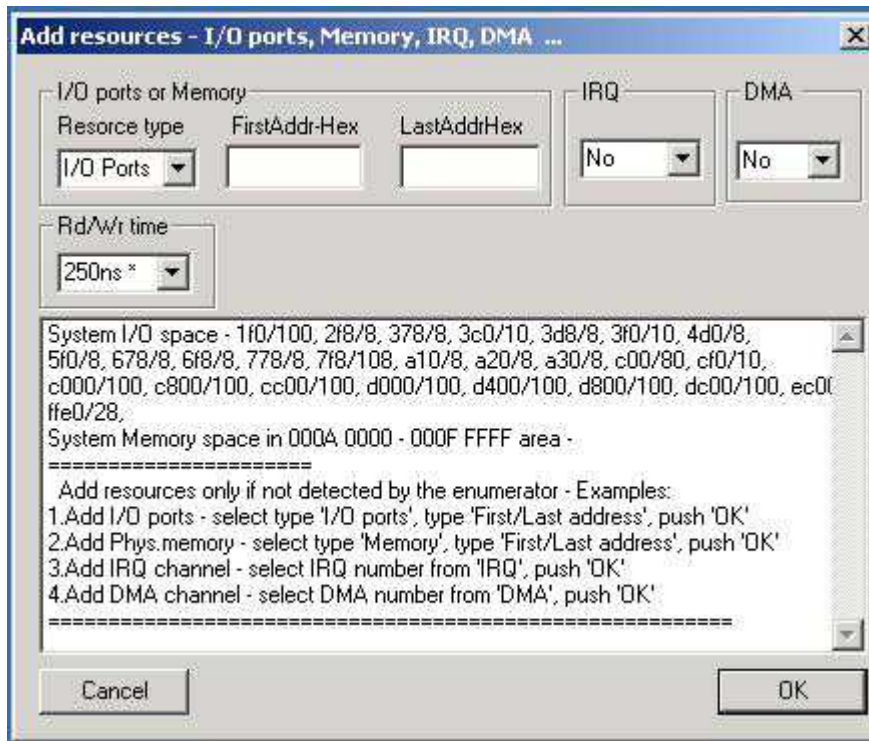 Add resources - I/O ports, Memory, IRQ, DMA ...
I/O ports or Memory
IRQ
DMA
Resorce type
FirstAddr-Hex
LastAddrHex
I/O Ports
No
No
Rd/Wr time
250ns *
System I/O space - 1f0/100, 2f8/8, 378/8, 3c0/10, 3d8/8, 3f0/10, 4d0/8,
5f0/8, 678/8, 6f8/8, 778/8, 7f8/108, a10/8, a20/8, a30/8, c00/80, cf0/10,
c000/100, c800/100, cc00/100, d000/100, d400/100, d800/100, dc00/100,
ffe0/28,
System Memory space in 000A 0000 - 000F FFFF area -
======================
Add resources only if not detected by the enumerator - Examples:
1.Add I/O ports - select type 'I/O ports', type 'First/Last address', push 'OK'
2.Add Phys.memory - select type 'Memory', type 'First/Last address', push 'OK'
3.Add IRQ channel - select IRQ number from 'IRQ', push 'OK'
4.Add DMA channel - select DMA number from 'DMA', push 'OK'
=========================================================
Cancel
OK